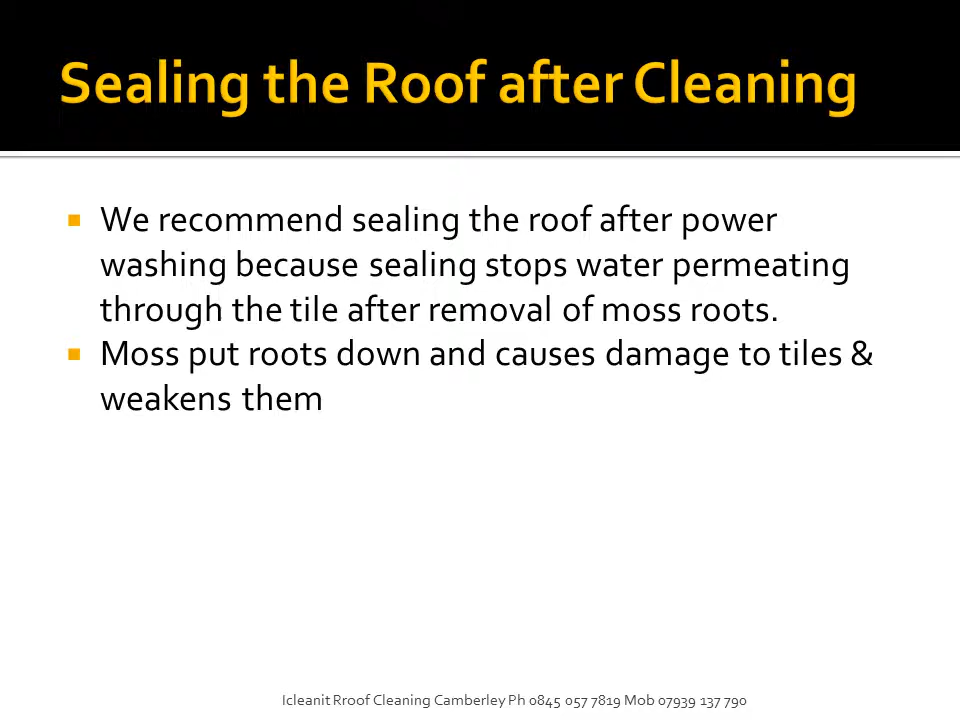 Sealing the Roof after Cleaning
We recommend sealing the roof after power
washing because sealing stops water permeating
through the tile after removal of moss roots.
Moss put roots down and causes damage to tiles &
weakens them
Icleanit Rroof Cleaning Camberley Ph 0845 057 7819 Mob 07939 137 790